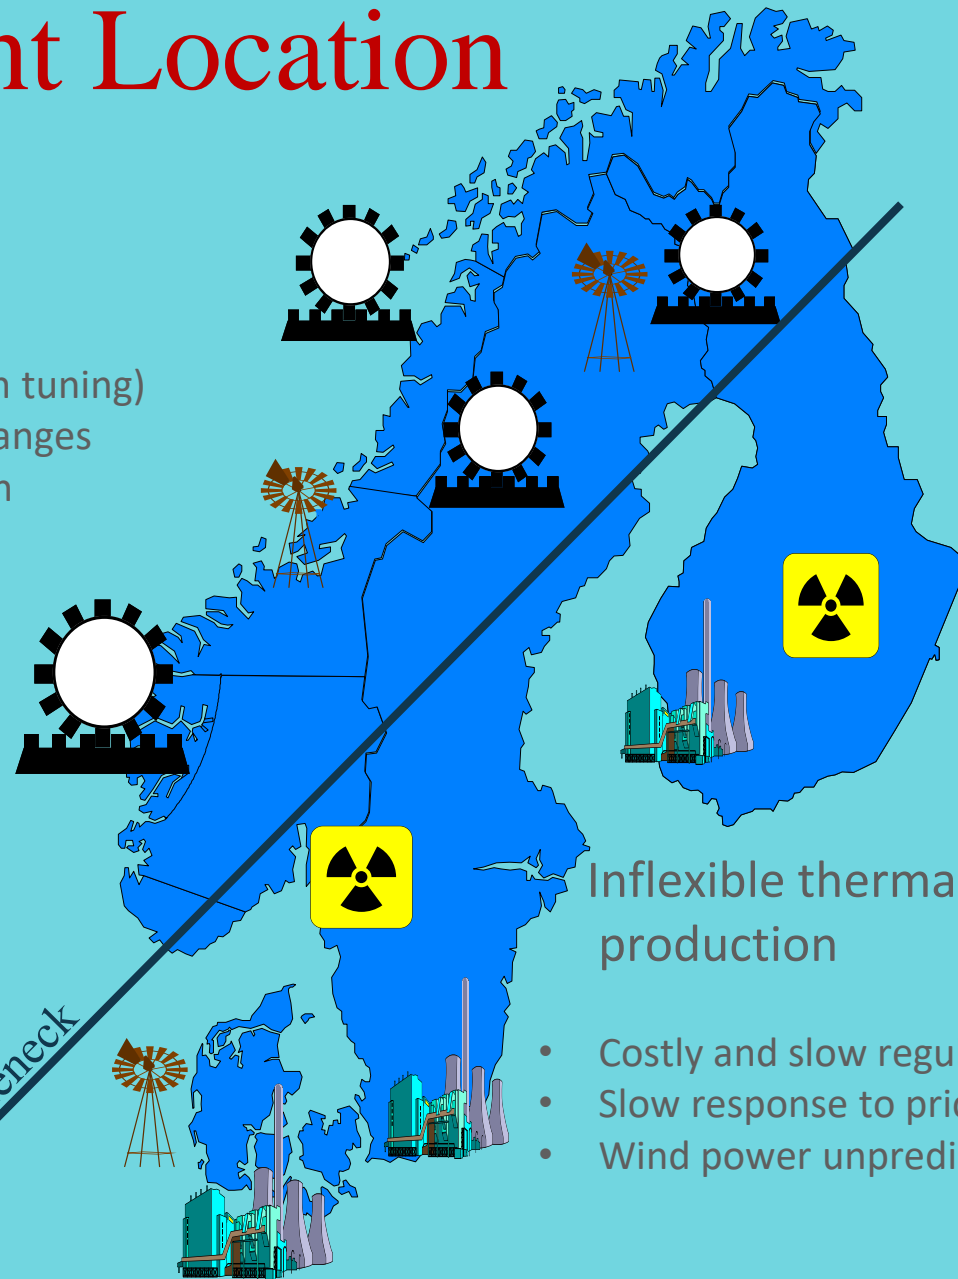 nt Location
n tuning)
anges
n
Inflexible therma
production
eneck
• Costly and slow regu
• Slow response to pri
• Wind power unpredi